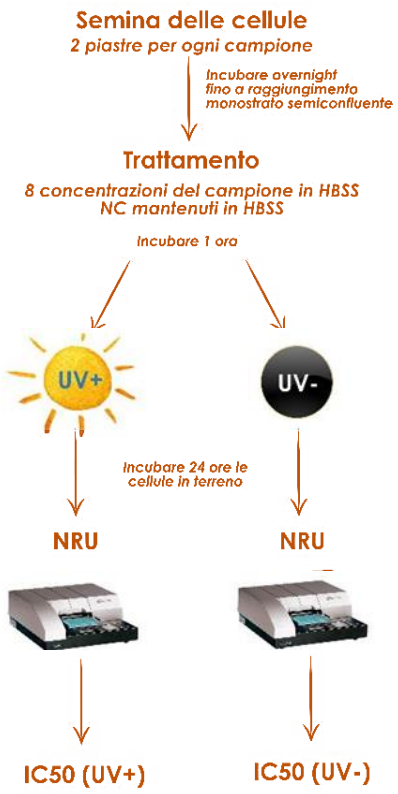 Semina delle cellule
2 piastre per ogni campione
Incubare overnight
fino a raggiungimento
monostrato semiconfluente
Trattamento
8 concentrazioni del campione in HBSS
NC mantenuti in HBSS
Incubare 1 ora
UV+
UV-
Incubare 24 ore le
cellule in terreno
NRU
NRU
IC50 (UV+)
IC50 (UV-)